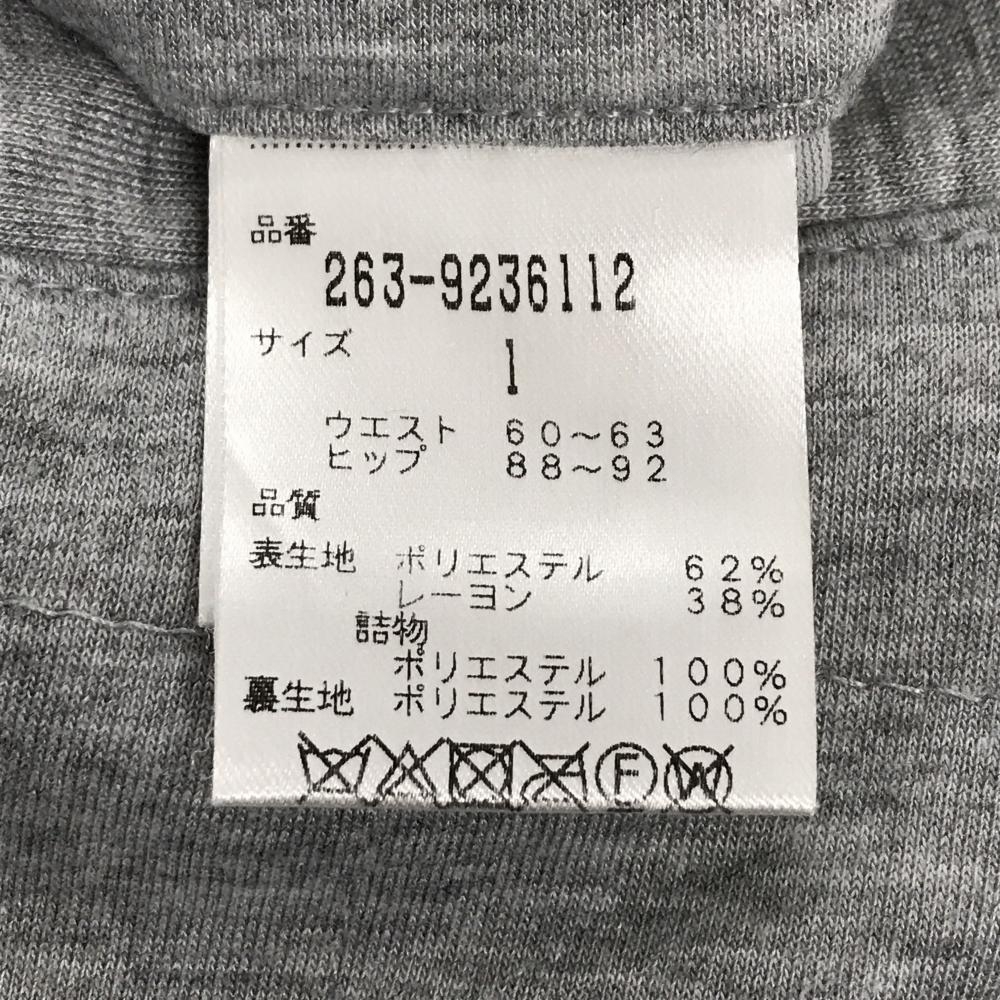 品番
263-9236112
サイズ
1
ウエスト 60～63
ヒップ 88～92
品質
表生地 ポリエステル 62%
レーヨン 38%
詰物
ポリエステル 100%
裏生地 ポリエステル 100%
F W